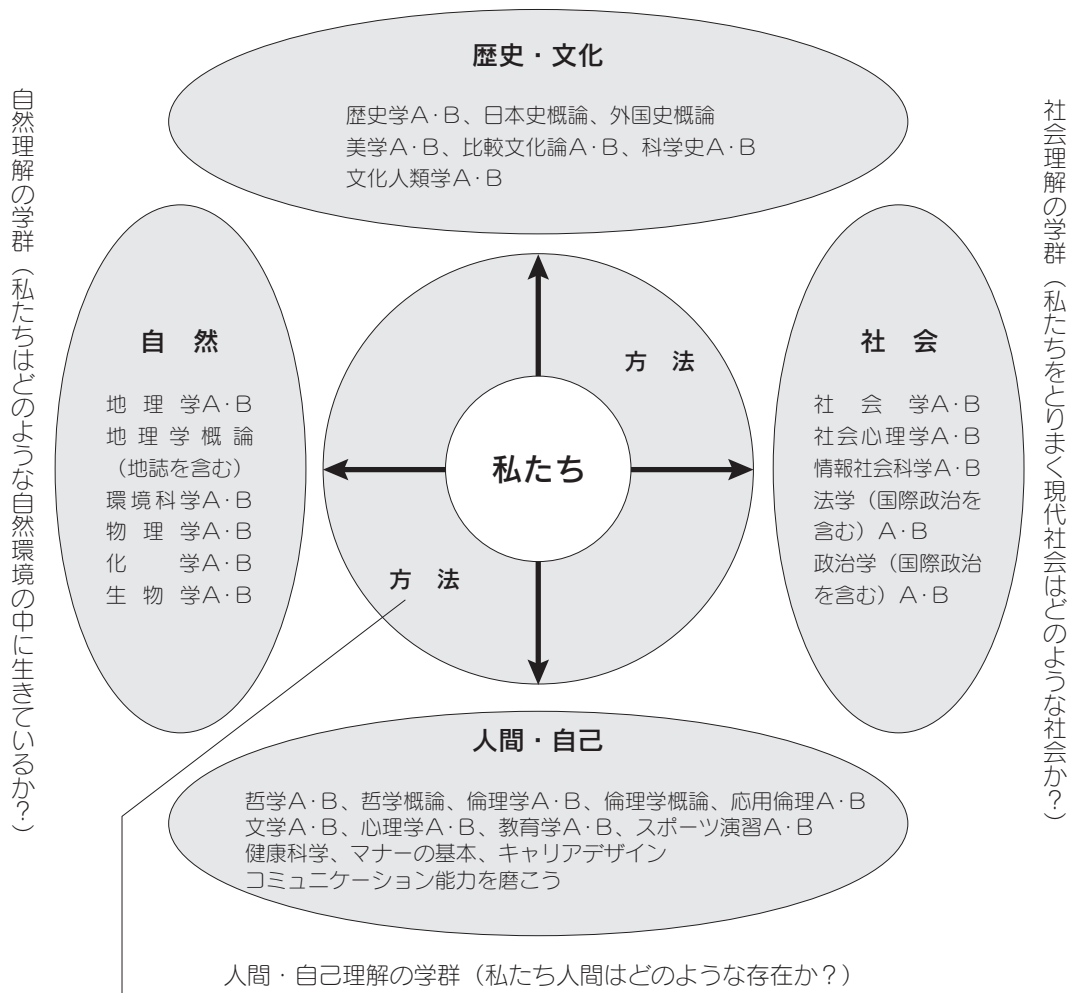 歴史・文化
歴史学A・B、日本史概論、外国史概論
美学A・B、比較文化論A・B、科学史A・B
文化人類学A・B
自然理解の学群（私たちはどのような自然環境の中に生きているか？）
自　然
地 理 学A・B
地 理 学 概 論
（地誌を含む）
環境科学A・B
物 理 学A・B
化　　学A・B
生 物 学A・B
方　法
私たち
方　法
社　会
社　会　学A・B
社会心理学A・B
情報社会科学A・B
法学（国際政治を
含む）A・B
政治学（国際政治
を含む）A・B
社会理解の学群（私たちをとりまく現代社会はどのような社会か？）
人間・自己
哲学A・B、哲学概論、倫理学A・B、倫理学概論、応用倫理A・B
文学A・B、心理学A・B、教育学A・B、スポーツ演習A・B
健康科学、マナーの基本、キャリアデザイン
コミュニケーション能力を磨こう
人間・自己理解の学群（私たち人間はどのような存在か？）